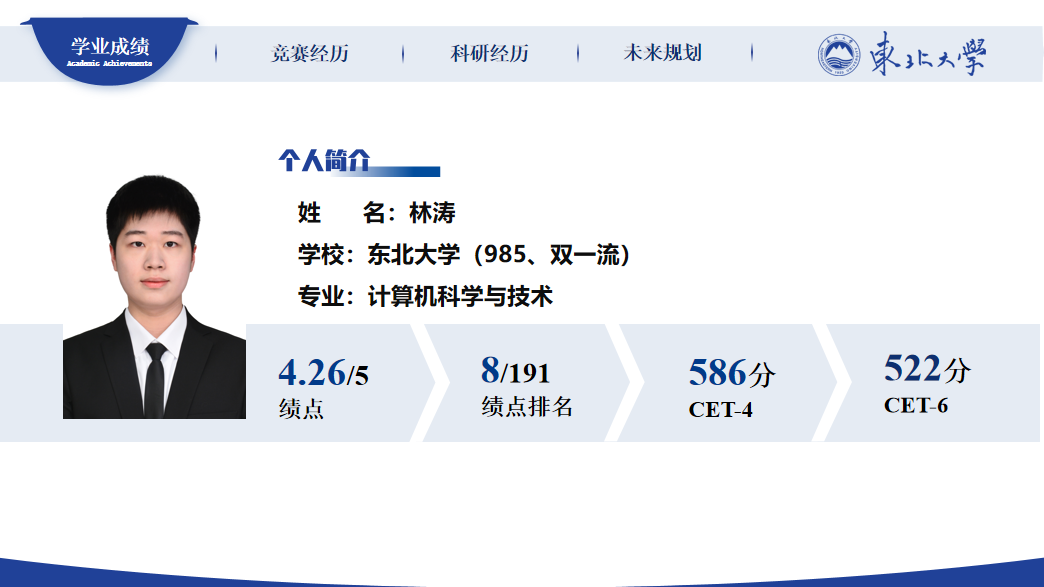 学业成绩
Academic Achievements
竞赛经历
科研经历
未来规划
東北大学
个人简介
姓 名：林涛
学校：东北大学（985、双一流）
专业：计算机科学与技术
4.26/5
绩点
8/191
绩点排名
586分
CET-4
522分
CET-6